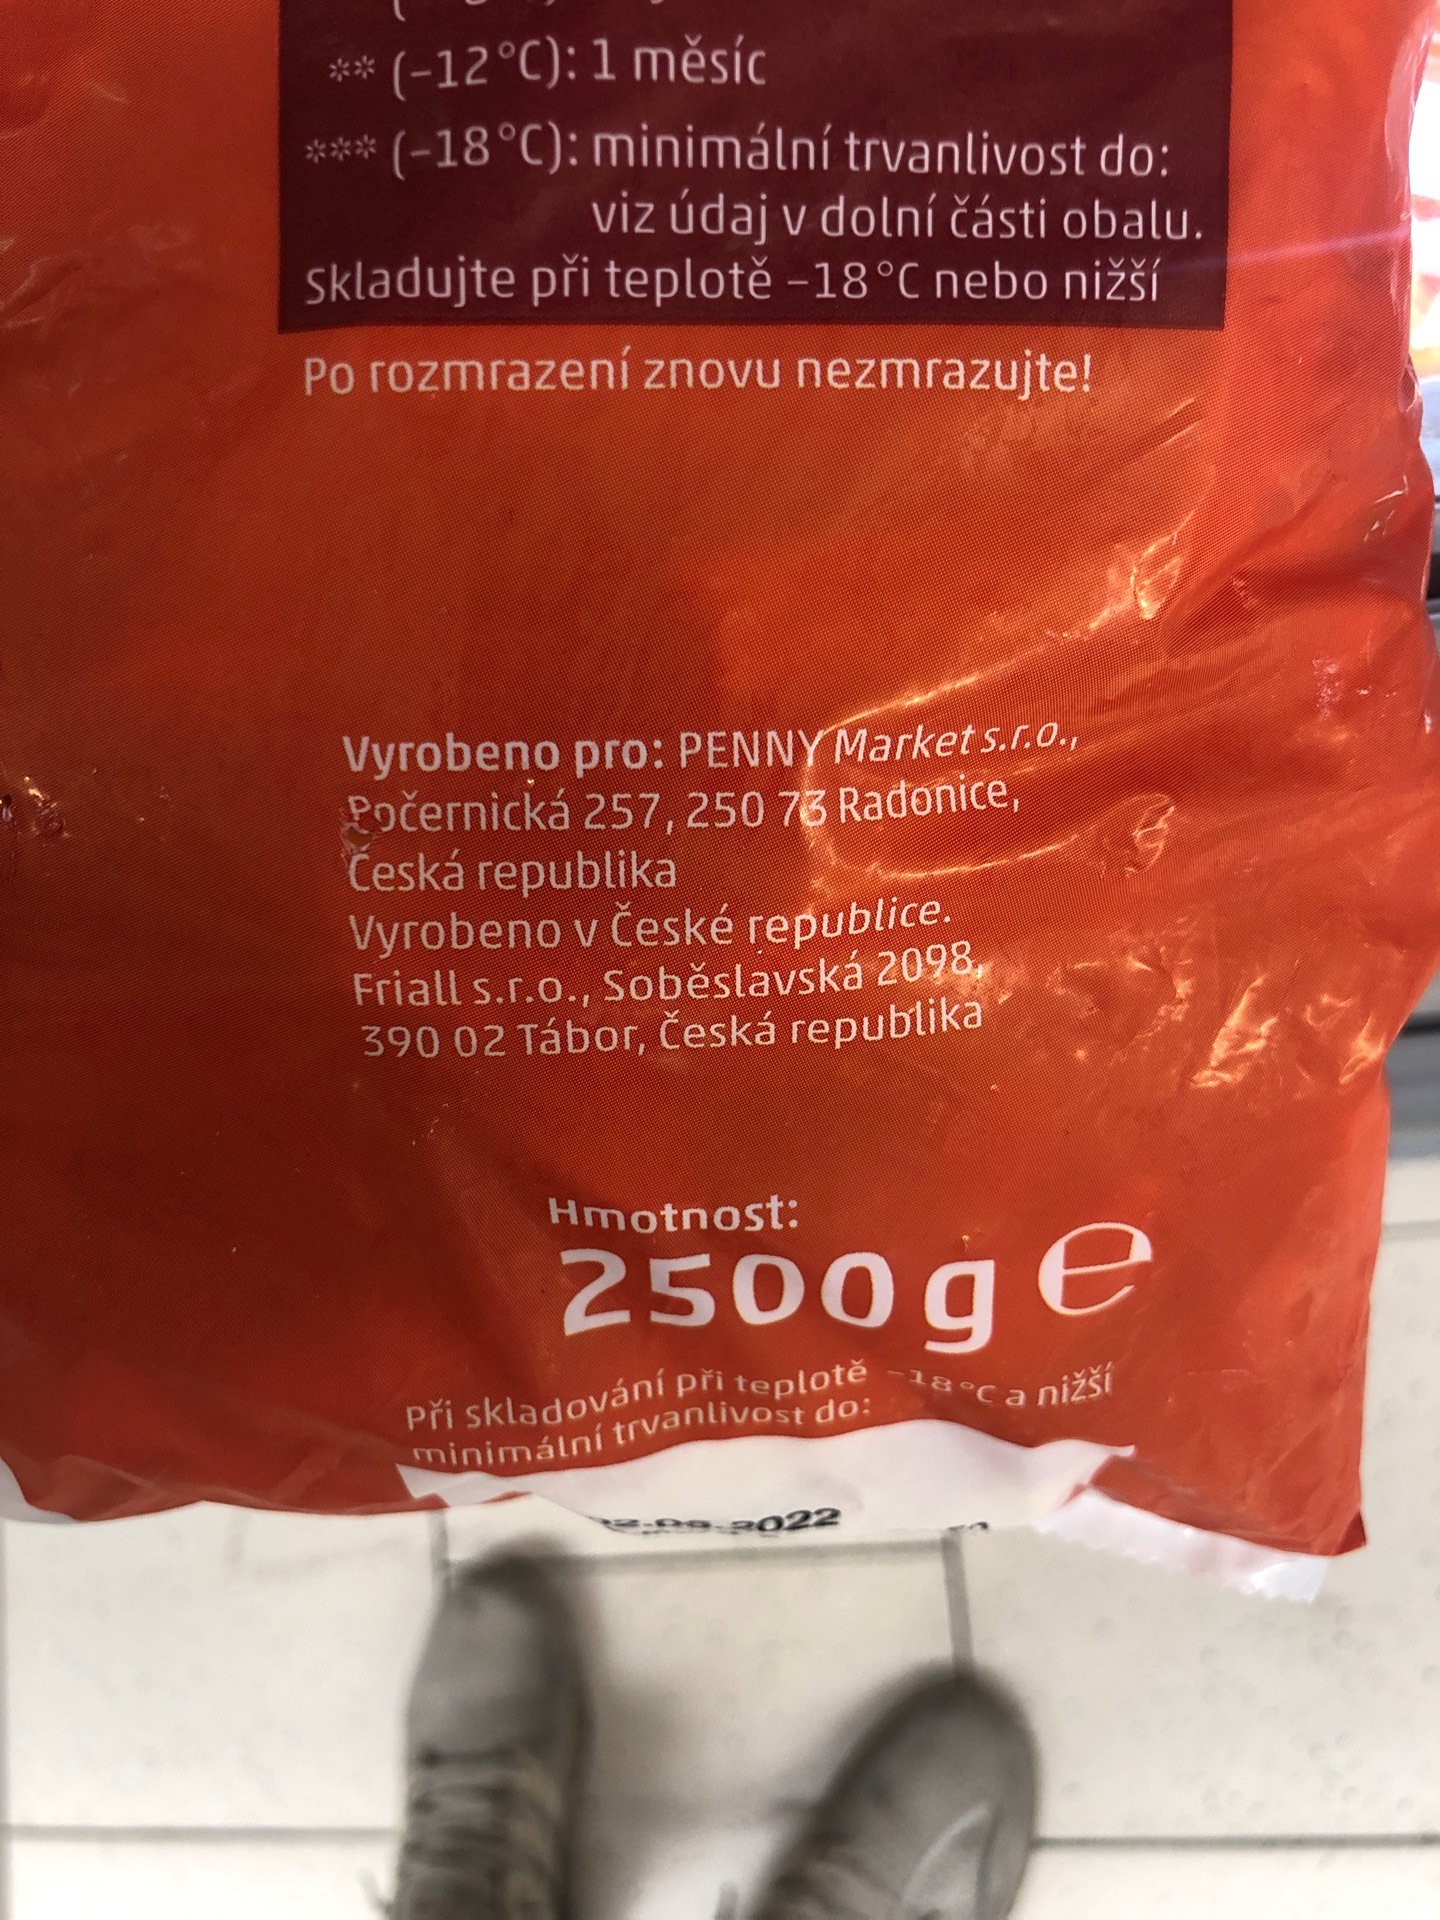 ** (–12°C): 1 měsíc
*** (–18°C): minimální trvanlivost do:
viz údaj v dolní části obalu.
Skladujte při teplotě –18°C nebo nižší
Po rozmrazení znovu nezmrazujte!
Vyrobeno pro: PENNY Market s.r.o.,
Počernická 257, 250 73 Radonice,
Česká republika
Vyrobeno v České republice.
Friall s.r.o., Soběslavská 2098,
390 02 Tábor, Česká republika
Hmotnost:
2500 g e
Při skladování při teplotě –18°C a nižší
minimální trvanlivost do: